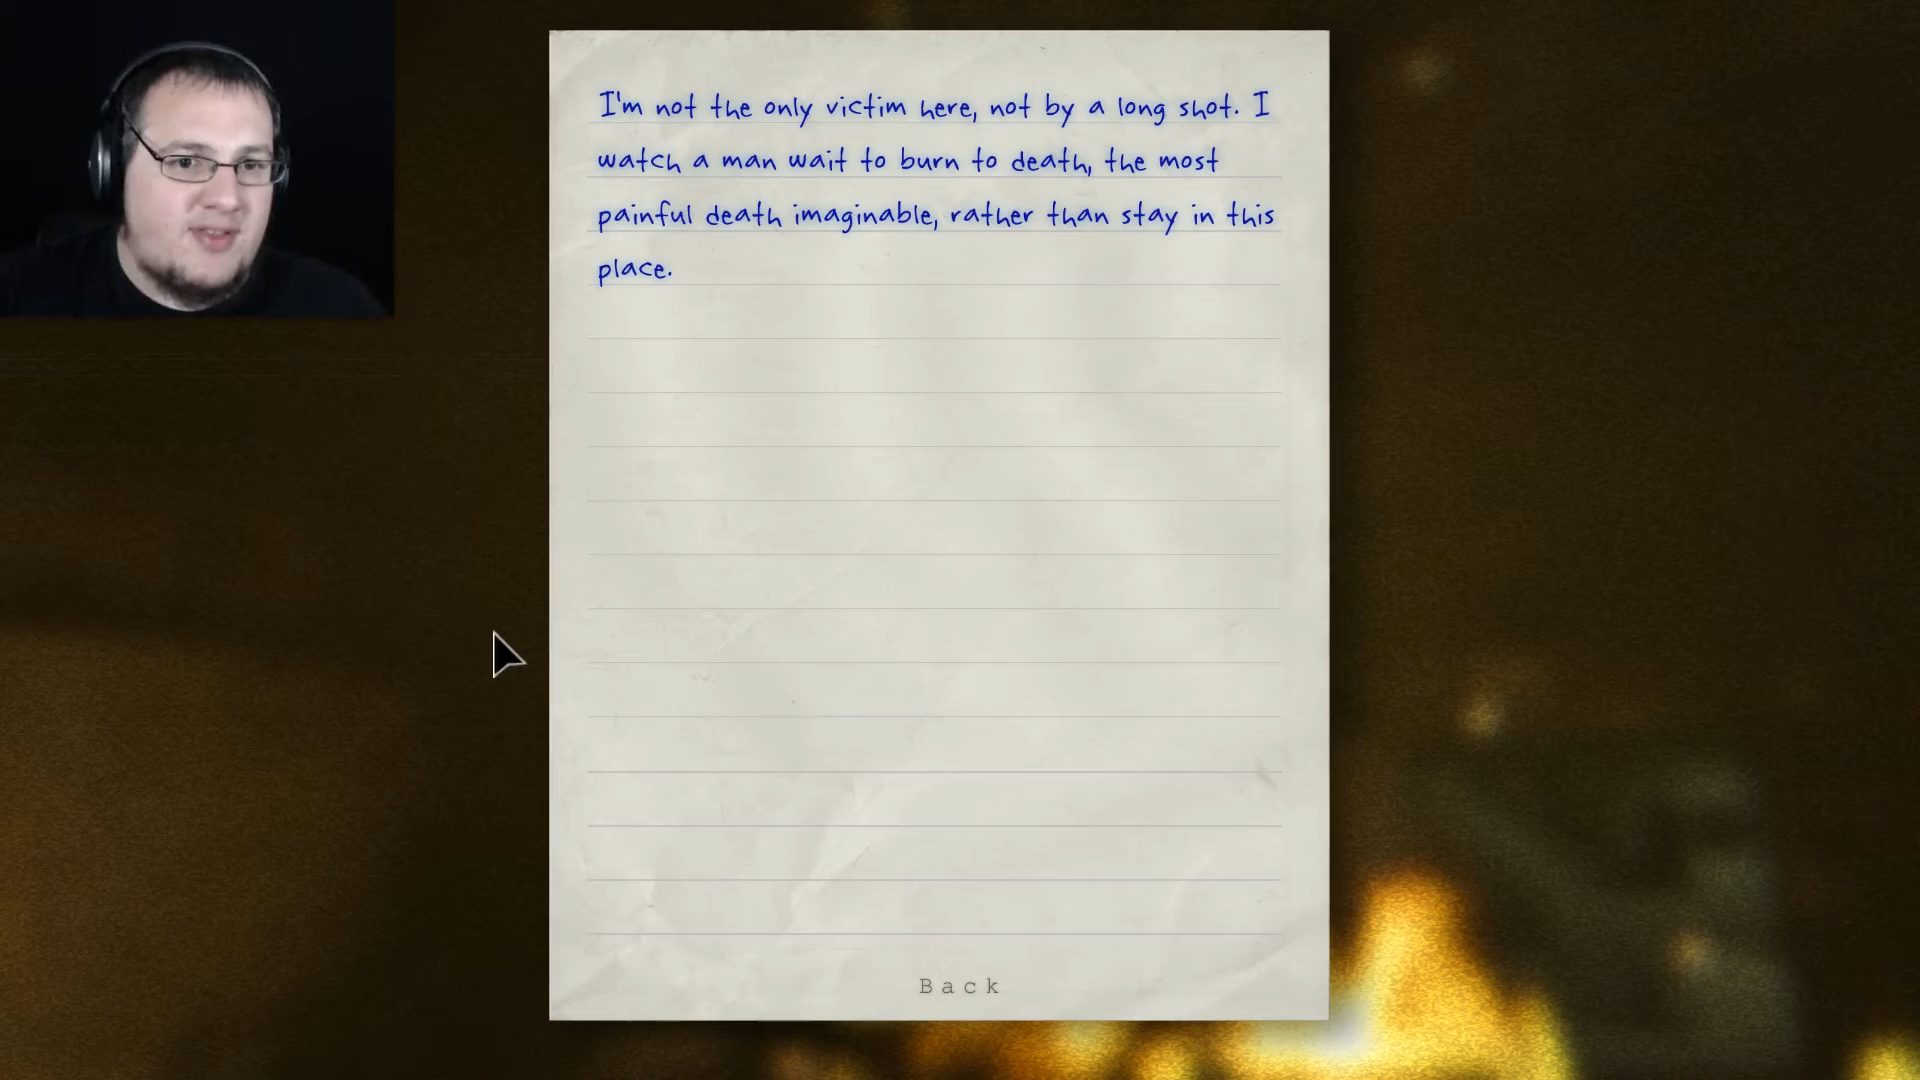 I'm not the only victim here, not by a long shot. I
watch a man wait to burn to death, the most
painful death imaginable, rather than stay in this
place.
Back